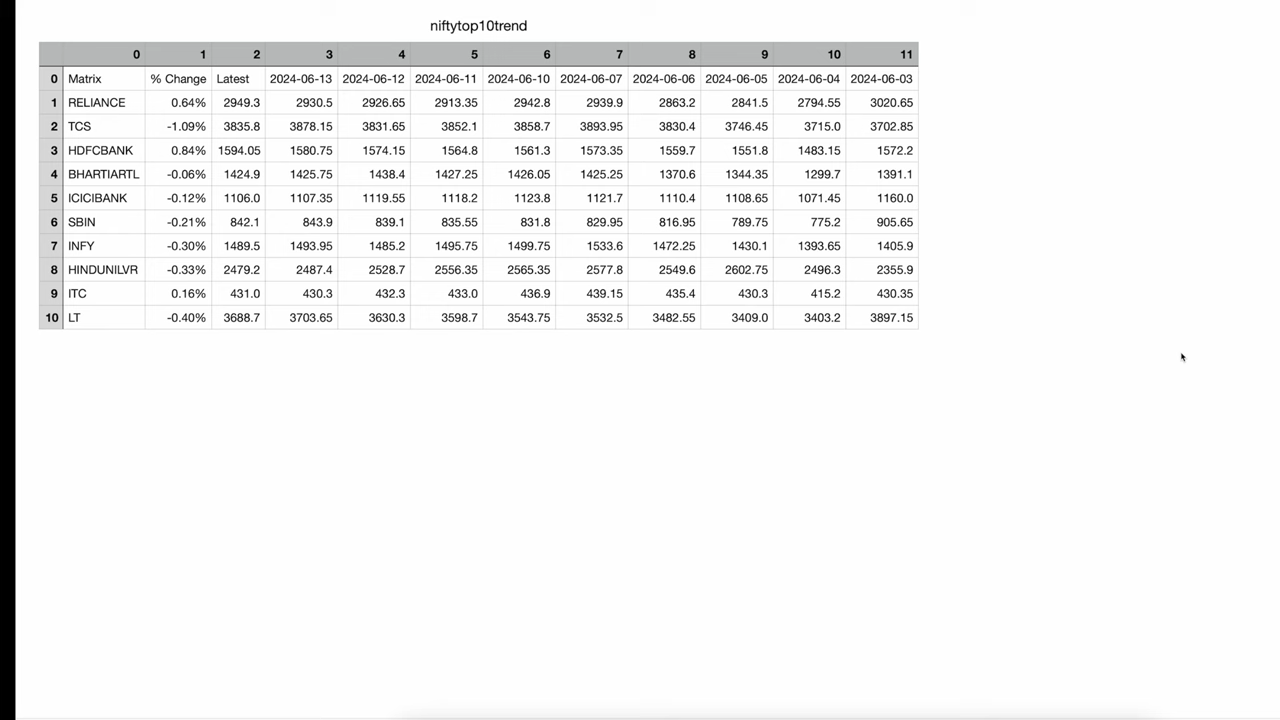 niftytop10trend
0 1 2 3 4 5 6 7 8 9 10 11
0 Matrix % Change Latest 2024-06-13 2024-06-12 2024-06-11 2024-06-10 2024-06-07 2024-06-06 2024-06-05 2024-06-04 2024-06-03
1 RELIANCE 0.64% 2949.3 2930.5 2926.65 2913.35 2942.8 2939.9 2863.2 2841.5 2794.55 3020.65
2 TCS -1.09% 3835.8 3878.15 3831.65 3852.1 3858.7 3893.95 3830.4 3746.45 3715.0 3702.85
3 HDFCBANK 0.84% 1594.05 1580.75 1574.15 1564.8 1561.3 1573.35 1559.7 1551.8 1483.15 1572.2
4 BHARTIARTL -0.06% 1424.9 1425.75 1438.4 1427.25 1426.05 1425.25 1370.6 1344.35 1299.7 1391.1
5 ICICIBANK -0.12% 1106.0 1107.35 1119.55 1118.2 1123.8 1121.7 1110.4 1108.65 1071.45 1160.0
6 SBIN -0.21% 842.1 843.9 839.1 835.55 831.8 829.95 816.95 789.75 775.2 905.65
7 INFY -0.30% 1489.5 1493.95 1485.2 1495.75 1499.75 1533.6 1472.25 1430.1 1393.65 1405.9
8 HINDUNILVR -0.33% 2479.2 2487.4 2528.7 2556.35 2565.35 2577.8 2549.6 2602.75 2496.3 2355.9
9 ITC 0.16% 431.0 430.3 432.3 433.0 436.9 439.15 435.4 430.3 415.2 430.35
10 LT -0.40% 3688.7 3703.65 3630.3 3598.7 3543.75 3532.5 3482.55 3409.0 3403.2 3897.15